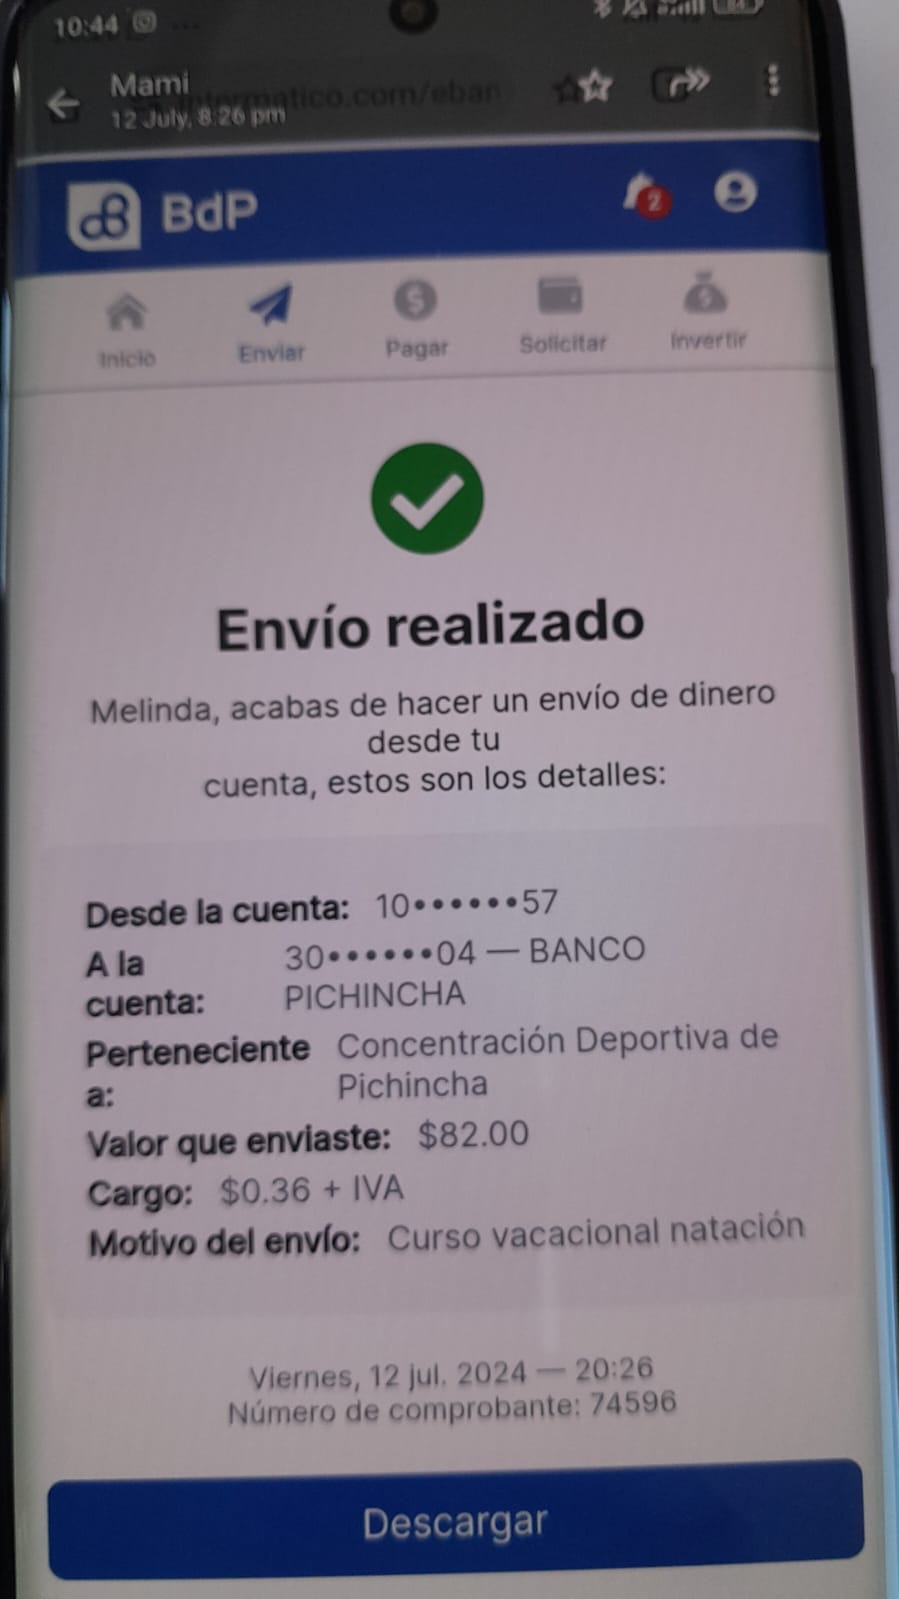 10:44
Mami
intermatico.com/eban
12 July, 8:26 pm
BdP
2
Inicio
Enviar
Pagar
Solicitar
Invertir
Envío realizado
Melinda, acabas de hacer un envío de dinero
desde tu
cuenta, estos son los detalles:
Desde la cuenta: 10••••••57
A la cuenta: 30••••••04 — BANCO
PICHINCHA
Perteneciente a: Concentración Deportiva de
Pichincha
Valor que enviaste: $82.00
Cargo: $0.36 + IVA
Motivo del envío: Curso vacacional natación
Viernes, 12 jul. 2024 — 20:26
Número de comprobante: 74596
Descargar